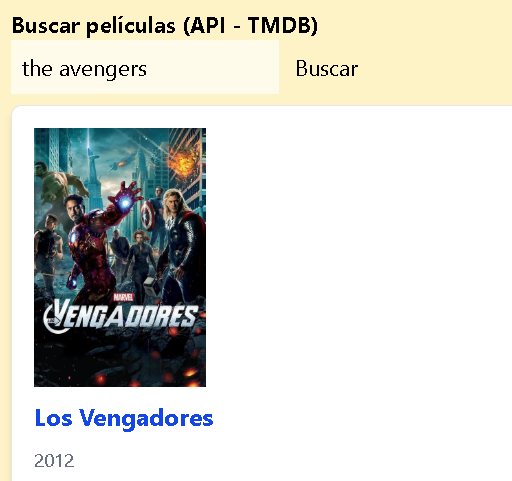 Buscar películas (API - TMDB)
the avengers
Buscar
MARVEL
VENGADORES
Los Vengadores
2012